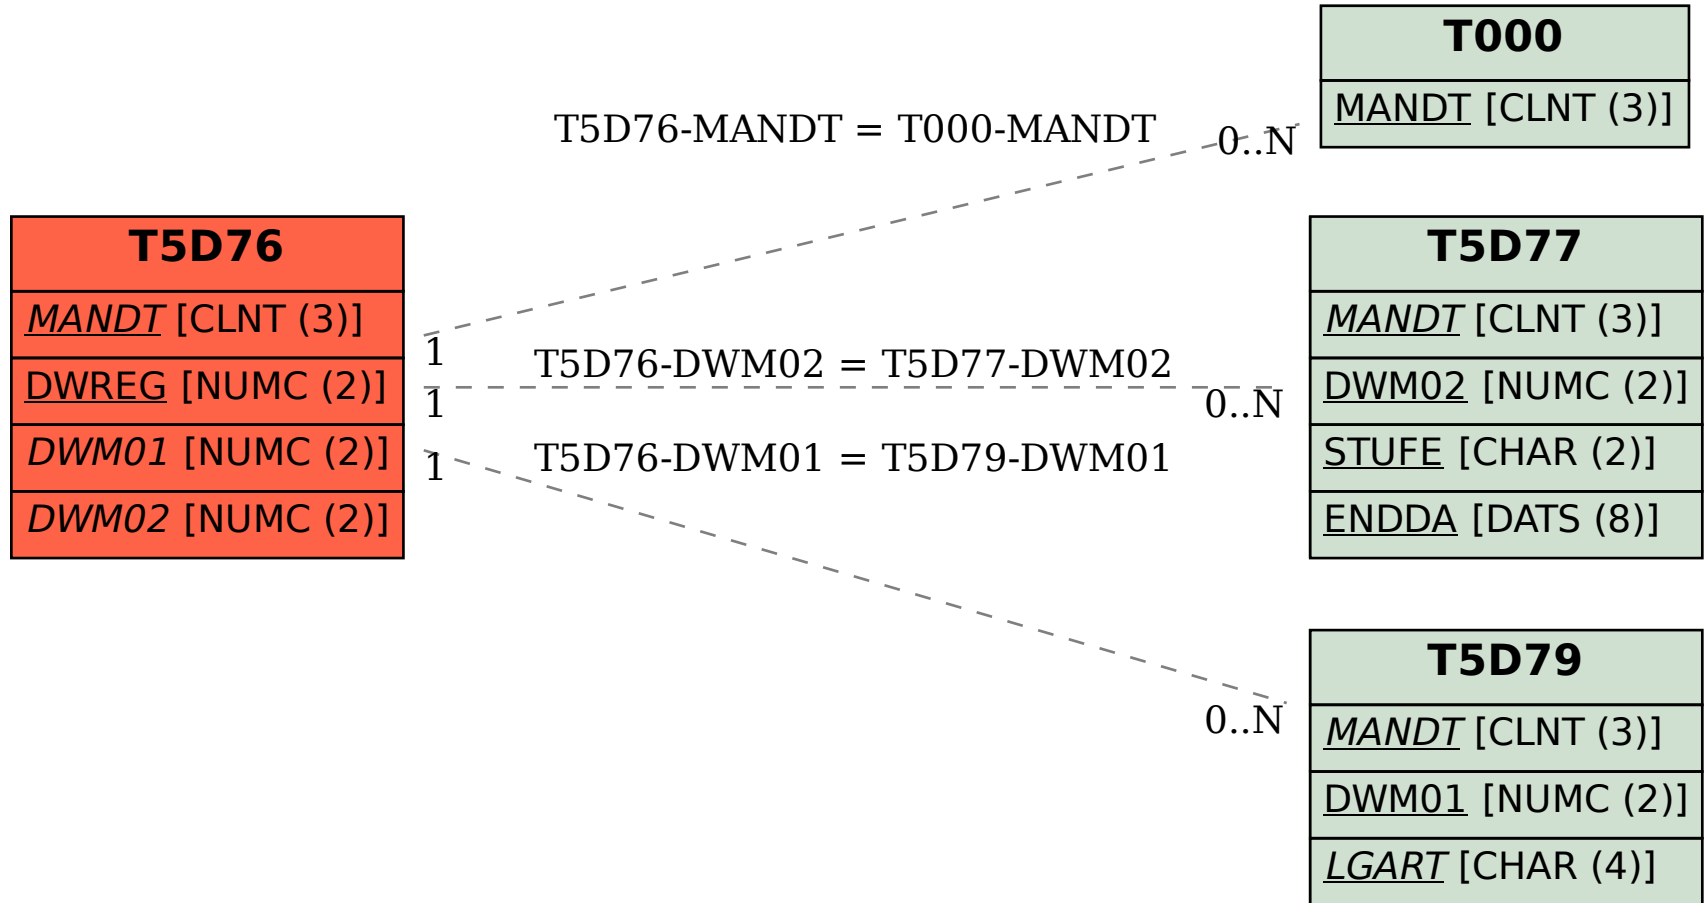 T000
MANDT [CLNT (3)]
T5D76-MANDT = T000-MANDT
0..N
T5D76
MANDT [CLNT (3)]
DWREG [NUMC (2)]
DWM01 [NUMC (2)]
DWM02 [NUMC (2)]
1
T5D76-DWM02 = T5D77-DWM02
1
0..N
T5D76-DWM01 = T5D79-DWM01
1
0..N
T5D77
MANDT [CLNT (3)]
DWM02 [NUMC (2)]
STUFE [CHAR (2)]
ENDDA [DATS (8)]
T5D79
MANDT [CLNT (3)]
DWM01 [NUMC (2)]
LGART [CHAR (4)]